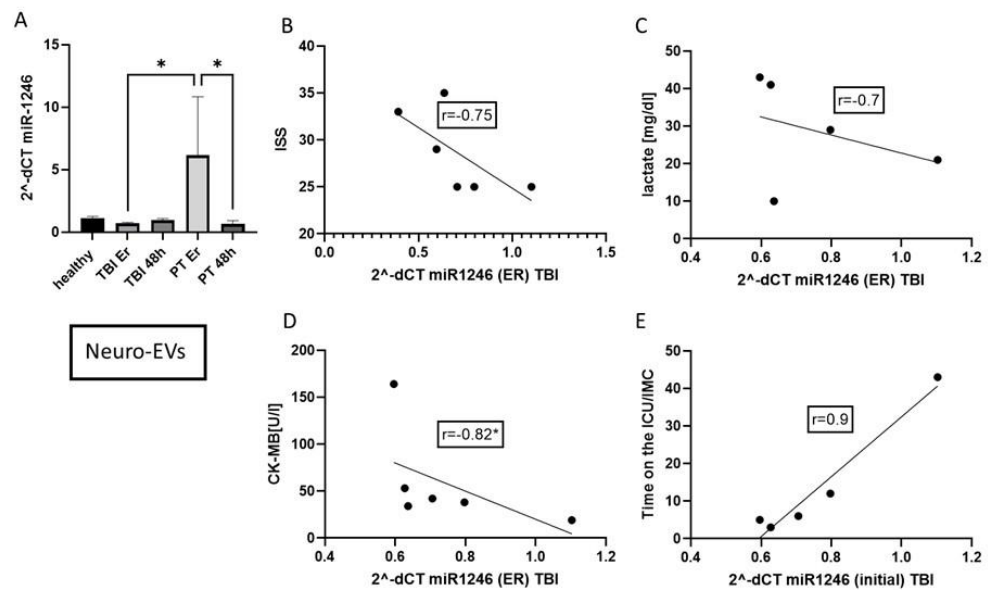 A
2^-dCT miR-1246
15
10
5
0
*
*
healthy
TBI Er
TBI 48h
PT Er
PT 48h
Neuro-EVs
B
ISS
40
35
30
25
20
r=-0.75
0.0
0.5
1.0
1.5
2^-dCT miR1246 (ER) TBI
C
lactate [mg/dl]
50
40
30
20
10
0
r=-0.7
0.4
0.6
0.8
1.0
1.2
2^-dCT miR1246 (ER) TBI
D
CK-MB[U/l]
200
150
100
50
0
r=-0.82*
0.4
0.6
0.8
1.0
1.2
2^-dCT miR1246 (ER) TBI
E
Time on the ICU/IMC
50
40
30
20
10
0
r=0.9
0.4
0.6
0.8
1.0
1.2
2^-dCT miR1246 (initial) TBI